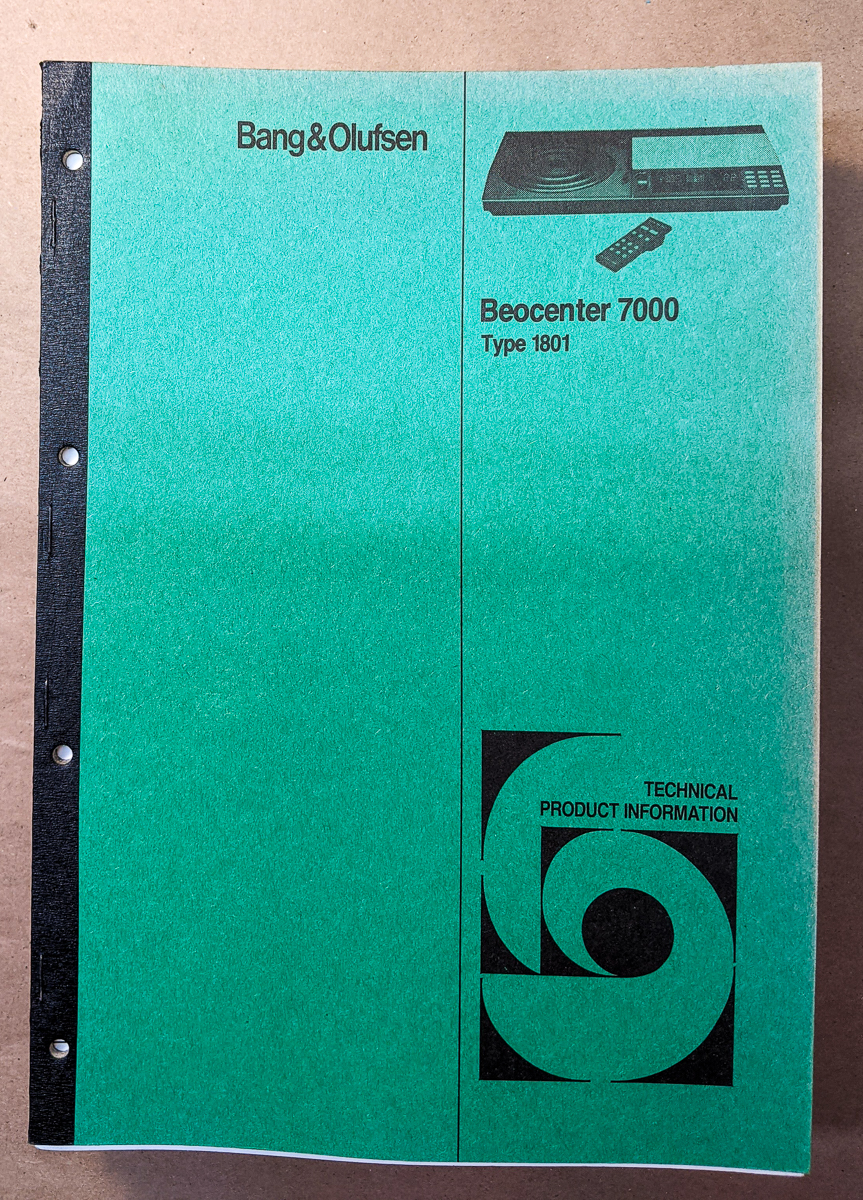 Bang&Olufsen
Beocenter 7000
Type 1801
TECHNICAL
PRODUCT INFORMATION